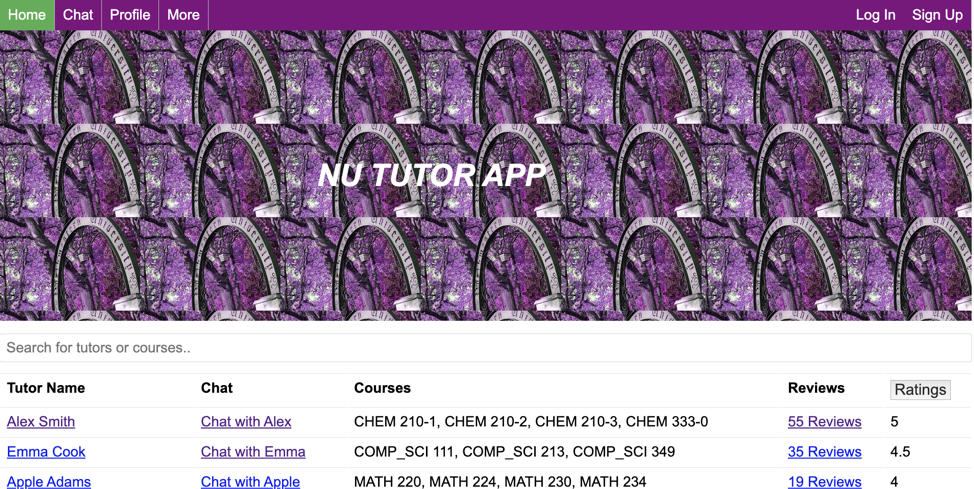 Home Chat Profile More Log In Sign Up
NU TUTOR APP
Search for tutors or courses..
Tutor Name Chat Courses Reviews Ratings
Alex Smith Chat with Alex CHEM 210-1, CHEM 210-2, CHEM 210-3, CHEM 333-0 55 Reviews 5
Emma Cook Chat with Emma COMP_SCI 111, COMP_SCI 213, COMP_SCI 349 35 Reviews 4.5
Apple Adams Chat with Apple MATH 220, MATH 224, MATH 230, MATH 234 19 Reviews 4